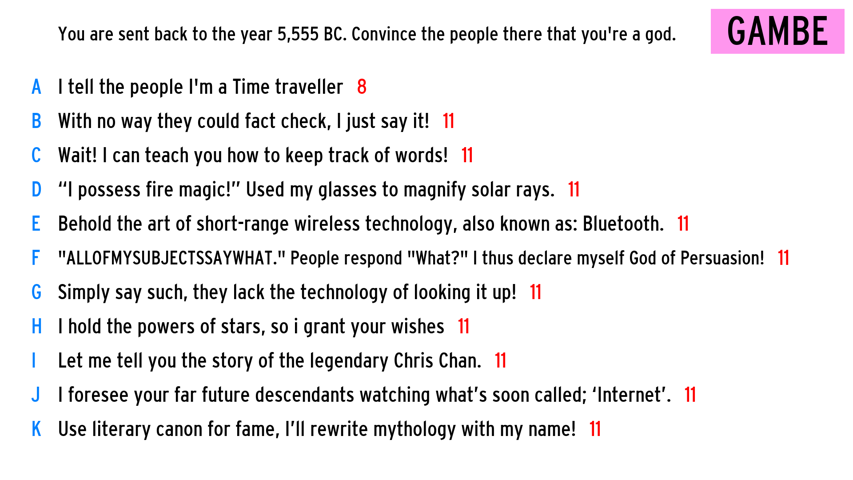 You are sent back to the year 5,555 BC. Convince the people there that you're a god.
GAMBE
A I tell the people I'm a Time traveller 8
B With no way they could fact check, I just say it! 11
C Wait! I can teach you how to keep track of words! 11
D “I possess fire magic!” Used my glasses to magnify solar rays. 11
E Behold the art of short-range wireless technology, also known as: Bluetooth. 11
F "ALLOFMYSUBJECTSSAYWHAT." People respond "What?" I thus declare myself God of Persuasion! 11
G Simply say such, they lack the technology of looking it up! 11
H I hold the powers of stars, so i grant your wishes 11
I Let me tell you the story of the legendary Chris Chan. 11
J I foresee your far future descendants watching what’s soon called; ‘Internet’. 11
K Use literary canon for fame, I’ll rewrite mythology with my name! 11